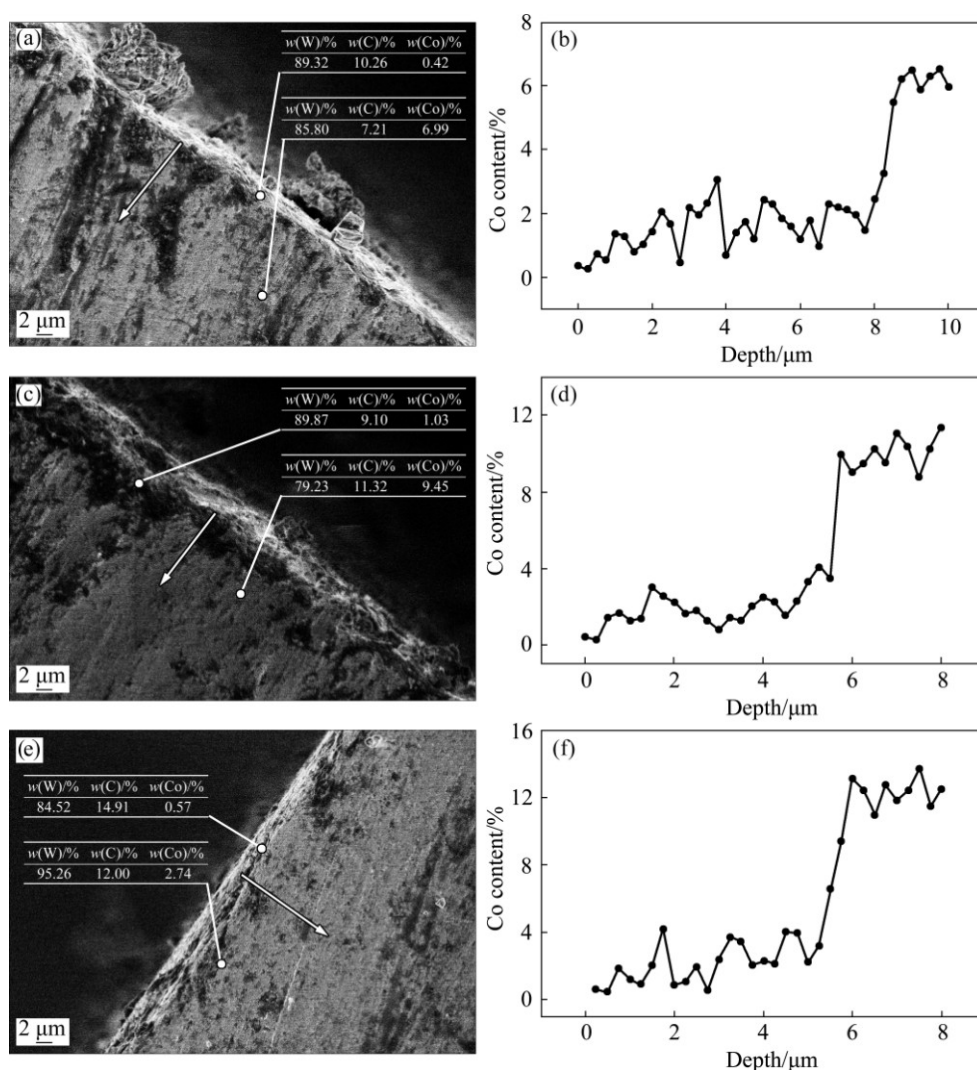 (a)
w(W)/% w(C)/% w(Co)/%
89.32 10.26 0.42
w(W)/% w(C)/% w(Co)/%
85.80 7.21 6.99
2 μm
(b)
Co content/%
6
4
2
0
0 2 4 6 8 10
Depth/μm
(c)
w(W)/% w(C)/% w(Co)/%
89.87 9.10 1.03
w(W)/% w(C)/% w(Co)/%
79.23 11.32 9.45
2 μm
(d)
Co content/%
12
8
4
0
0 2 4 6 8
Depth/μm
(e)
w(W)/% w(C)/% w(Co)/%
84.52 14.91 0.57
w(W)/% w(C)/% w(Co)/%
95.26 12.00 2.74
2 μm
(f)
Co content/%
16
12
8
4
0
0 2 4 6 8
Depth/μm